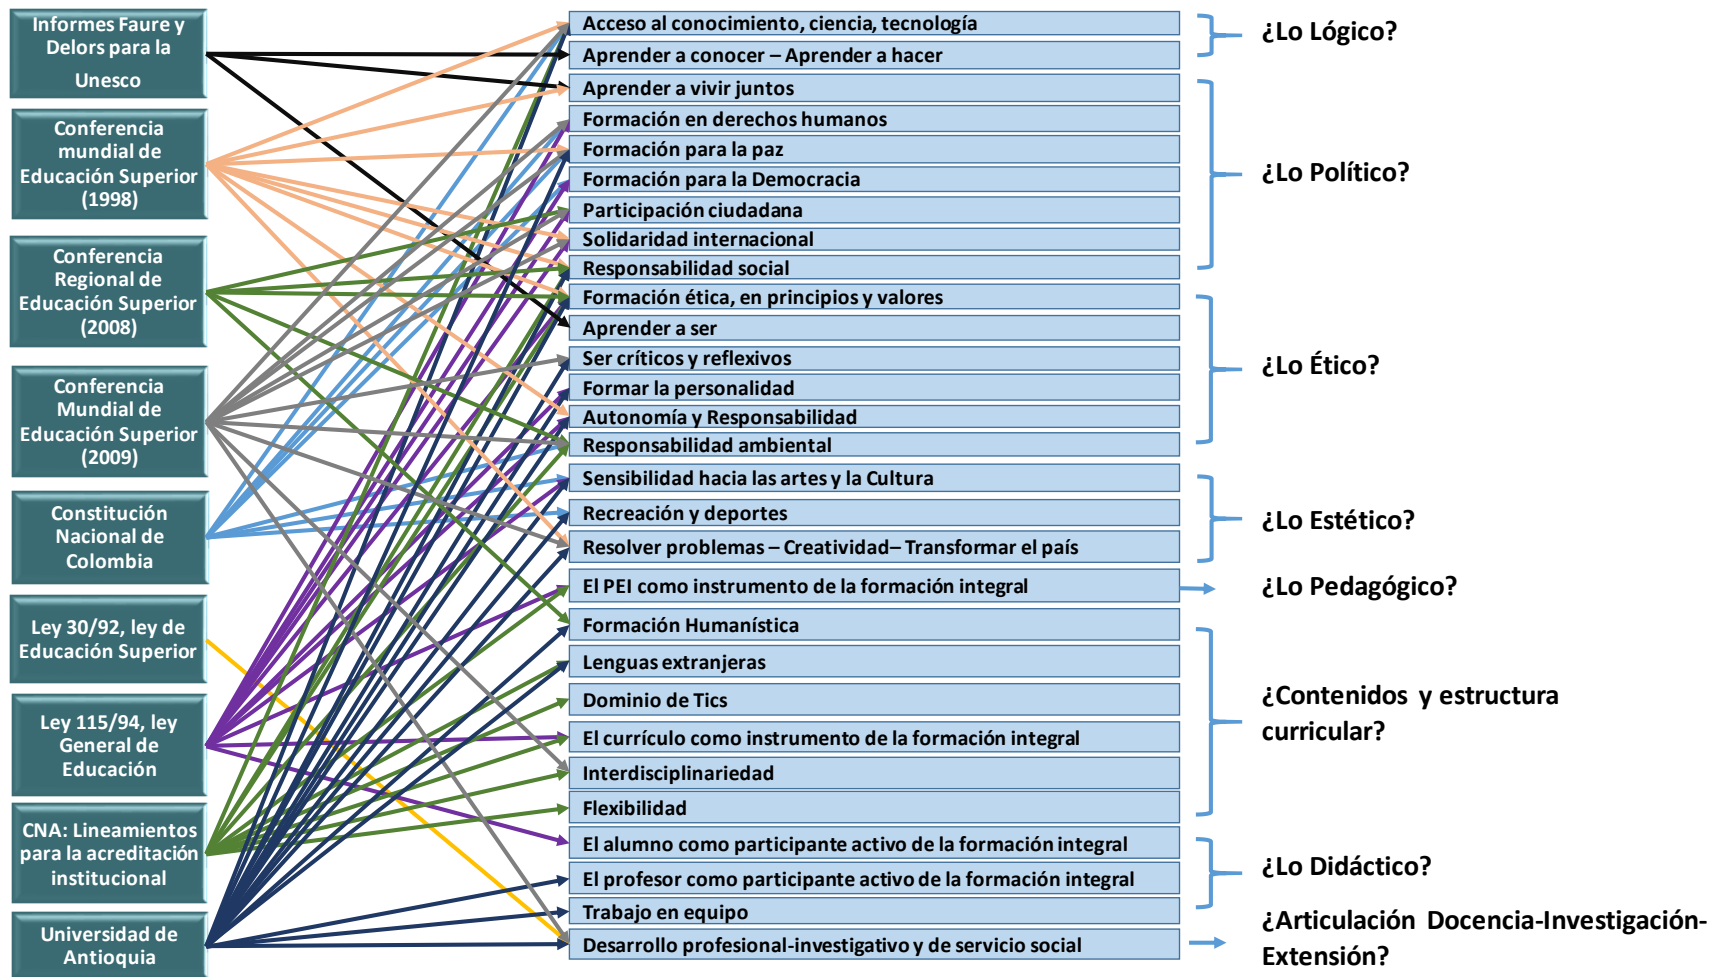 Informes Faure y
Delors para la
Unesco
Conferencia
mundial de
Educación Superior
(1998)
Conferencia
Regional de
Educación Superior
(2008)
Conferencia
Mundial de
Educación Superior
(2009)
Constitución
Nacional de
Colombia
Ley 30/92, ley de
Educación Superior
Ley 115/94, ley
General de
Educación
CNA: Lineamientos
para la acreditación
institucional
Universidad de
Antioquia
Acceso al conocimiento, ciencia, tecnología
Aprender a conocer – Aprender a hacer
Aprender a vivir juntos
Formación en derechos humanos
Formación para la paz
Formación para la Democracia
Participación ciudadana
Solidaridad internacional
Responsabilidad social
Formación ética, en principios y valores
Aprender a ser
Ser críticos y reflexivos
Formar la personalidad
Autonomía y Responsabilidad
Responsabilidad ambiental
Sensibilidad hacia las artes y la Cultura
Recreación y deportes
Resolver problemas – Creatividad– Transformar el país
El PEI como instrumento de la formación integral
Formación Humanística
Lenguas extranjeras
Dominio de Tics
El currículo como instrumento de la formación integral
Interdisciplinariedad
Flexibilidad
El alumno como participante activo de la formación integral
El profesor como participante activo de la formación integral
Trabajo en equipo
Desarrollo profesional-investigativo y de servicio social
¿Lo Lógico?
¿Lo Político?
¿Lo Ético?
¿Lo Estético?
¿Lo Pedagógico?
¿Contenidos y estructura
curricular?
¿Lo Didáctico?
¿Articulación Docencia-Investigación-
Extensión?